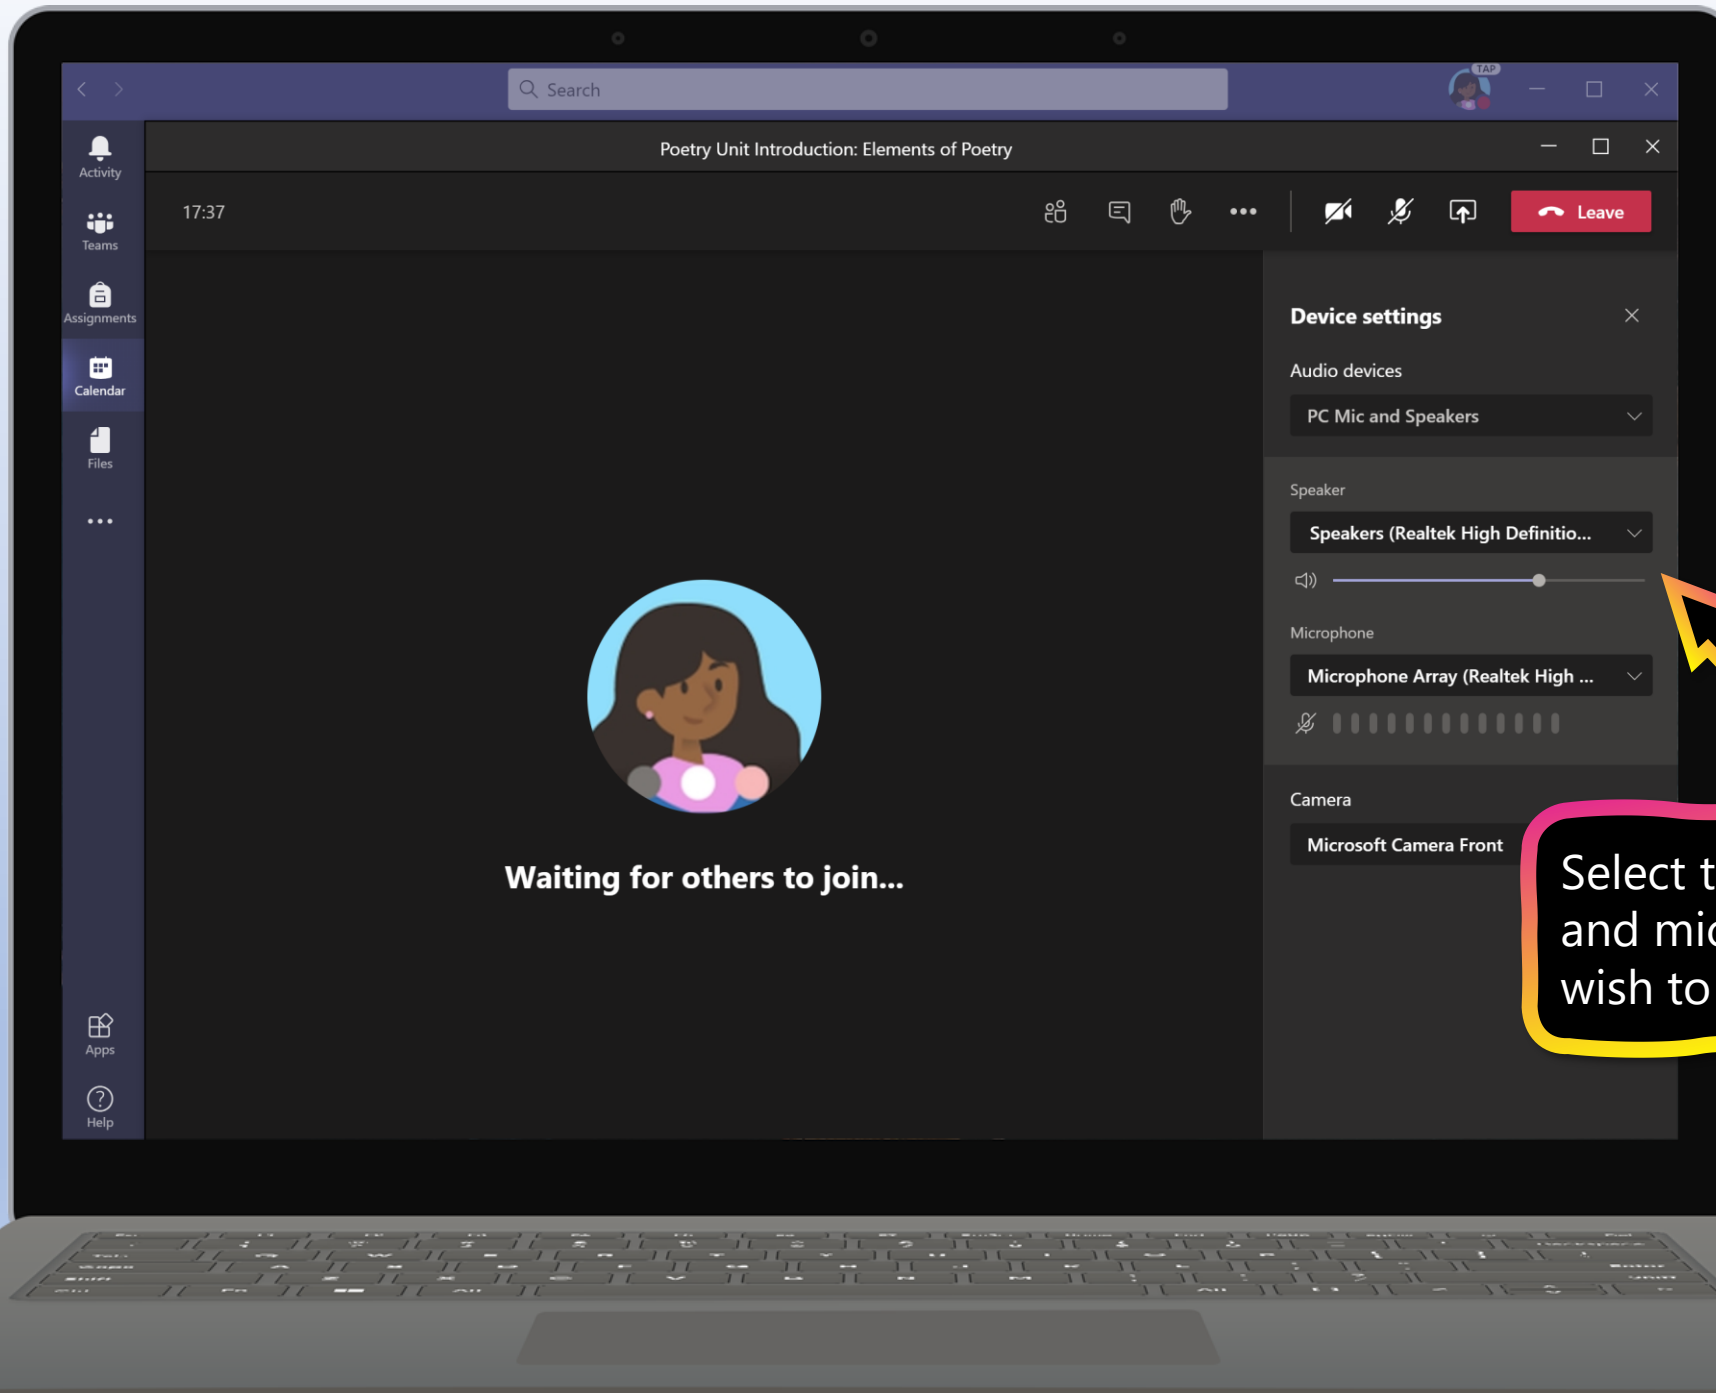 Search
TAP
Activity
Poetry Unit Introduction: Elements of Poetry
17:37
Leave
Teams
Assignments
Calendar
Files
Apps
Help
Waiting for others to join...
Device settings
Audio devices
PC Mic and Speakers
Speaker
Speakers (Realtek High Definitio...
Microphone
Microphone Array (Realtek High ...
Camera
Microsoft Camera Front
Select t
and mic
wish to